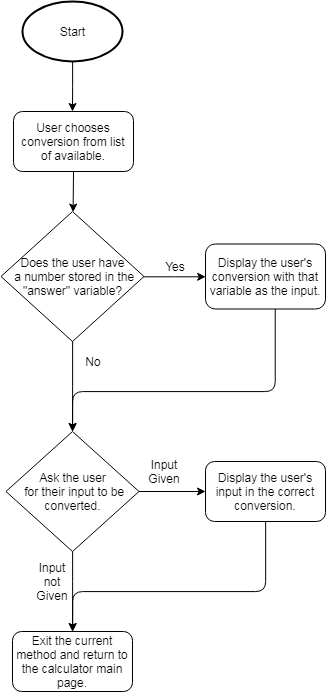 Start
User chooses
conversion from list
of available.
Does the user have
a number stored in the
"answer" variable?
Yes
Display the user's
conversion with that
variable as the input.
No
Ask the user
for their input to be
converted.
Input
Given
Display the user's
input in the correct
conversion.
Input
not
Given
Exit the current
method and return to
the calculator main
page.